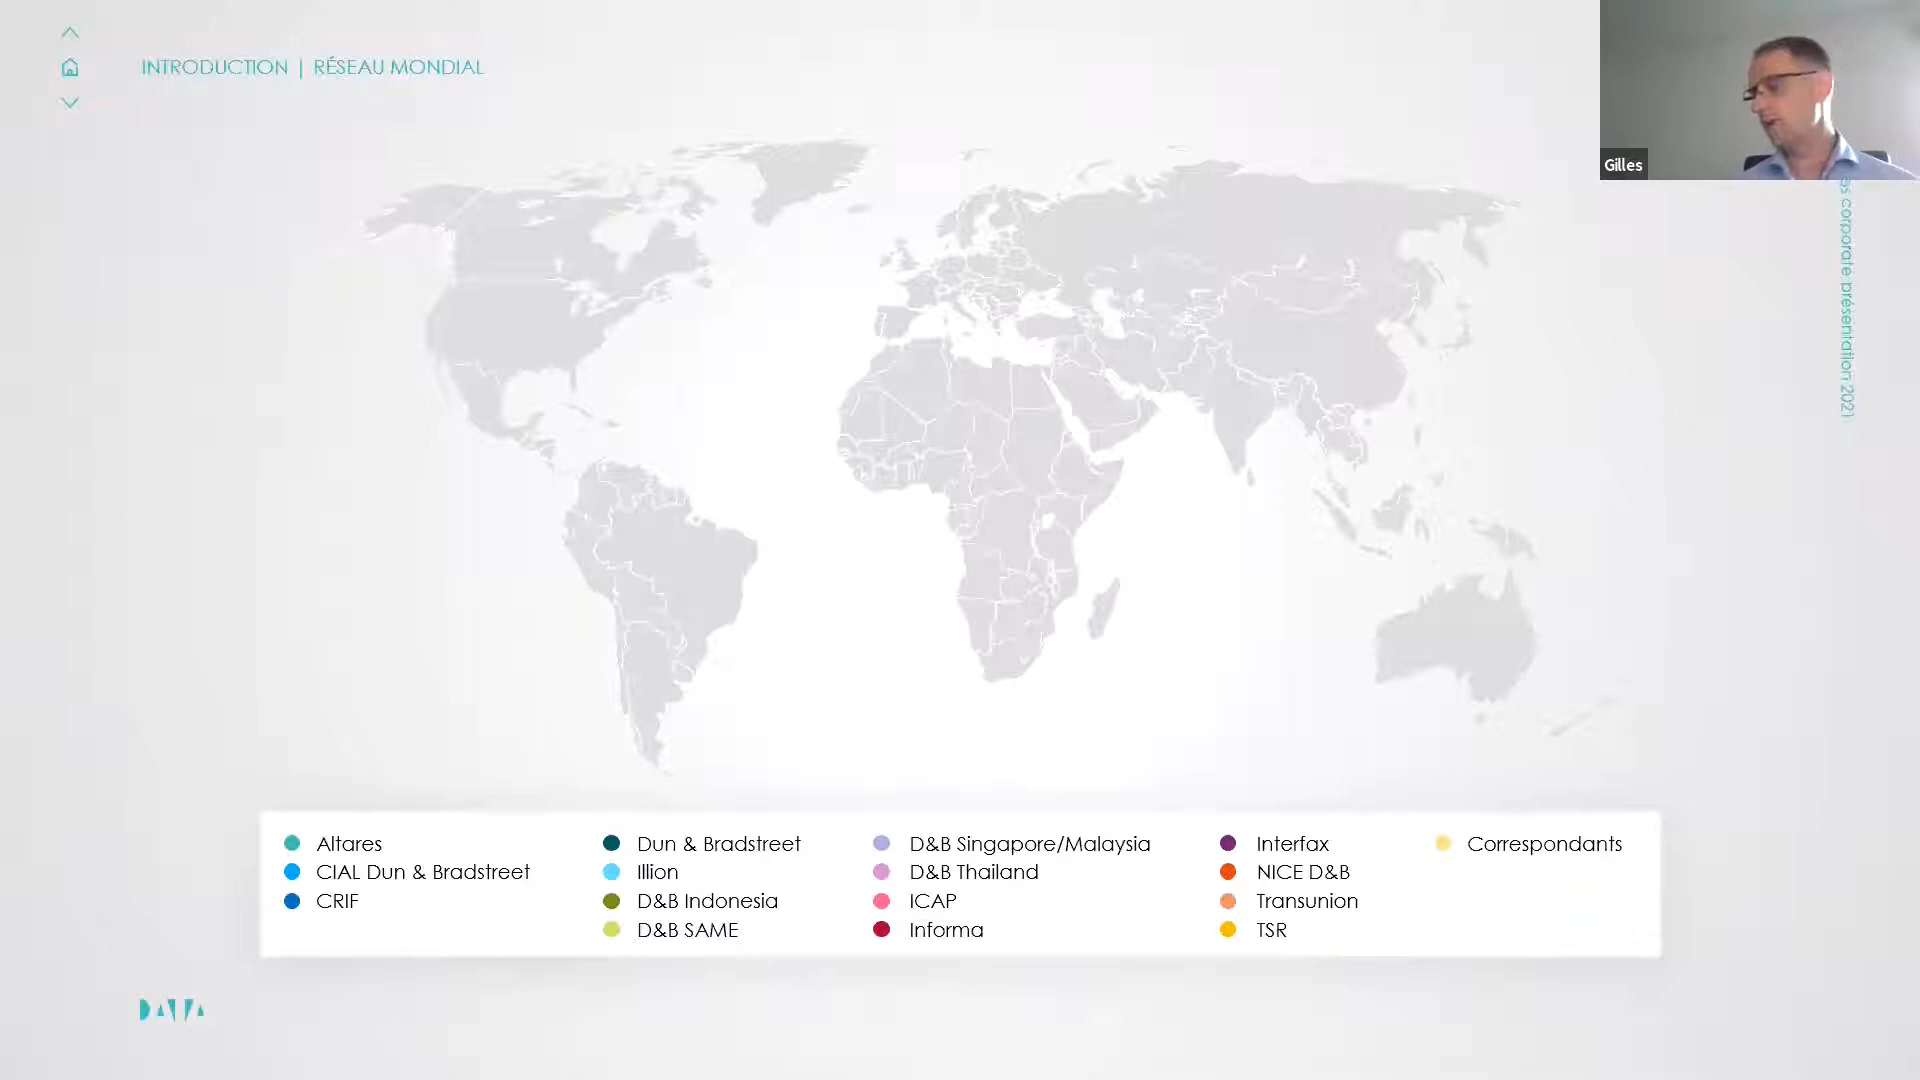 INTRODUCTION | RÉSEAU MONDIAL
Gilles
corporate présentation 2021
Altares
CIAL Dun & Bradstreet
CRIF
Dun & Bradstreet
Illion
D&B Indonesia
D&B SAME
D&B Singapore/Malaysia
D&B Thailand
ICAP
Informa
Interfax
NICE D&B
Transunion
TSR
Correspondants
DATA